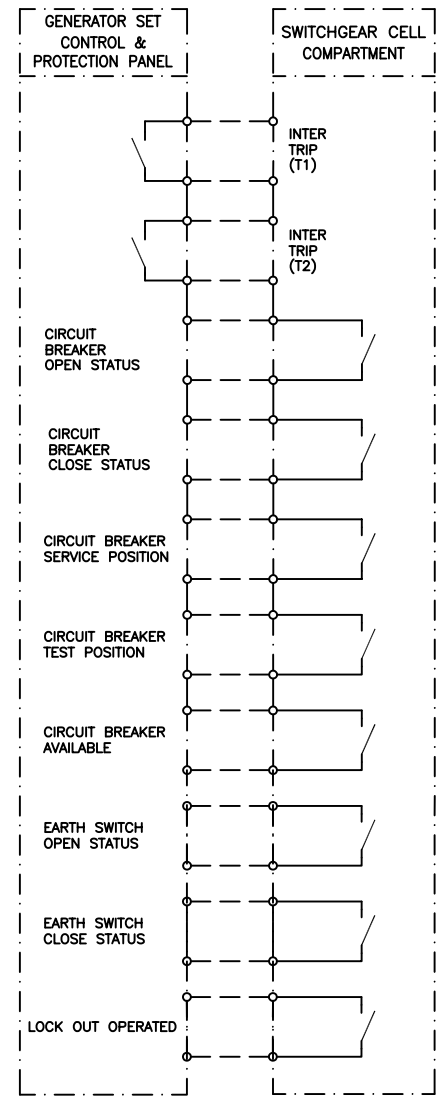 GENERATOR SET
CONTROL &
PROTECTION PANEL
SWITCHGEAR CELL
COMPARTMENT
INTER
TRIP
(T1)
INTER
TRIP
(T2)
CIRCUIT
BREAKER
OPEN STATUS
CIRCUIT
BREAKER
CLOSE STATUS
CIRCUIT BREAKER
SERVICE POSITION
CIRCUIT BREAKER
TEST POSITION
CIRCUIT BREAKER
AVAILABLE
EARTH SWITCH
OPEN STATUS
EARTH SWITCH
CLOSE STATUS
LOCK OUT OPERATED